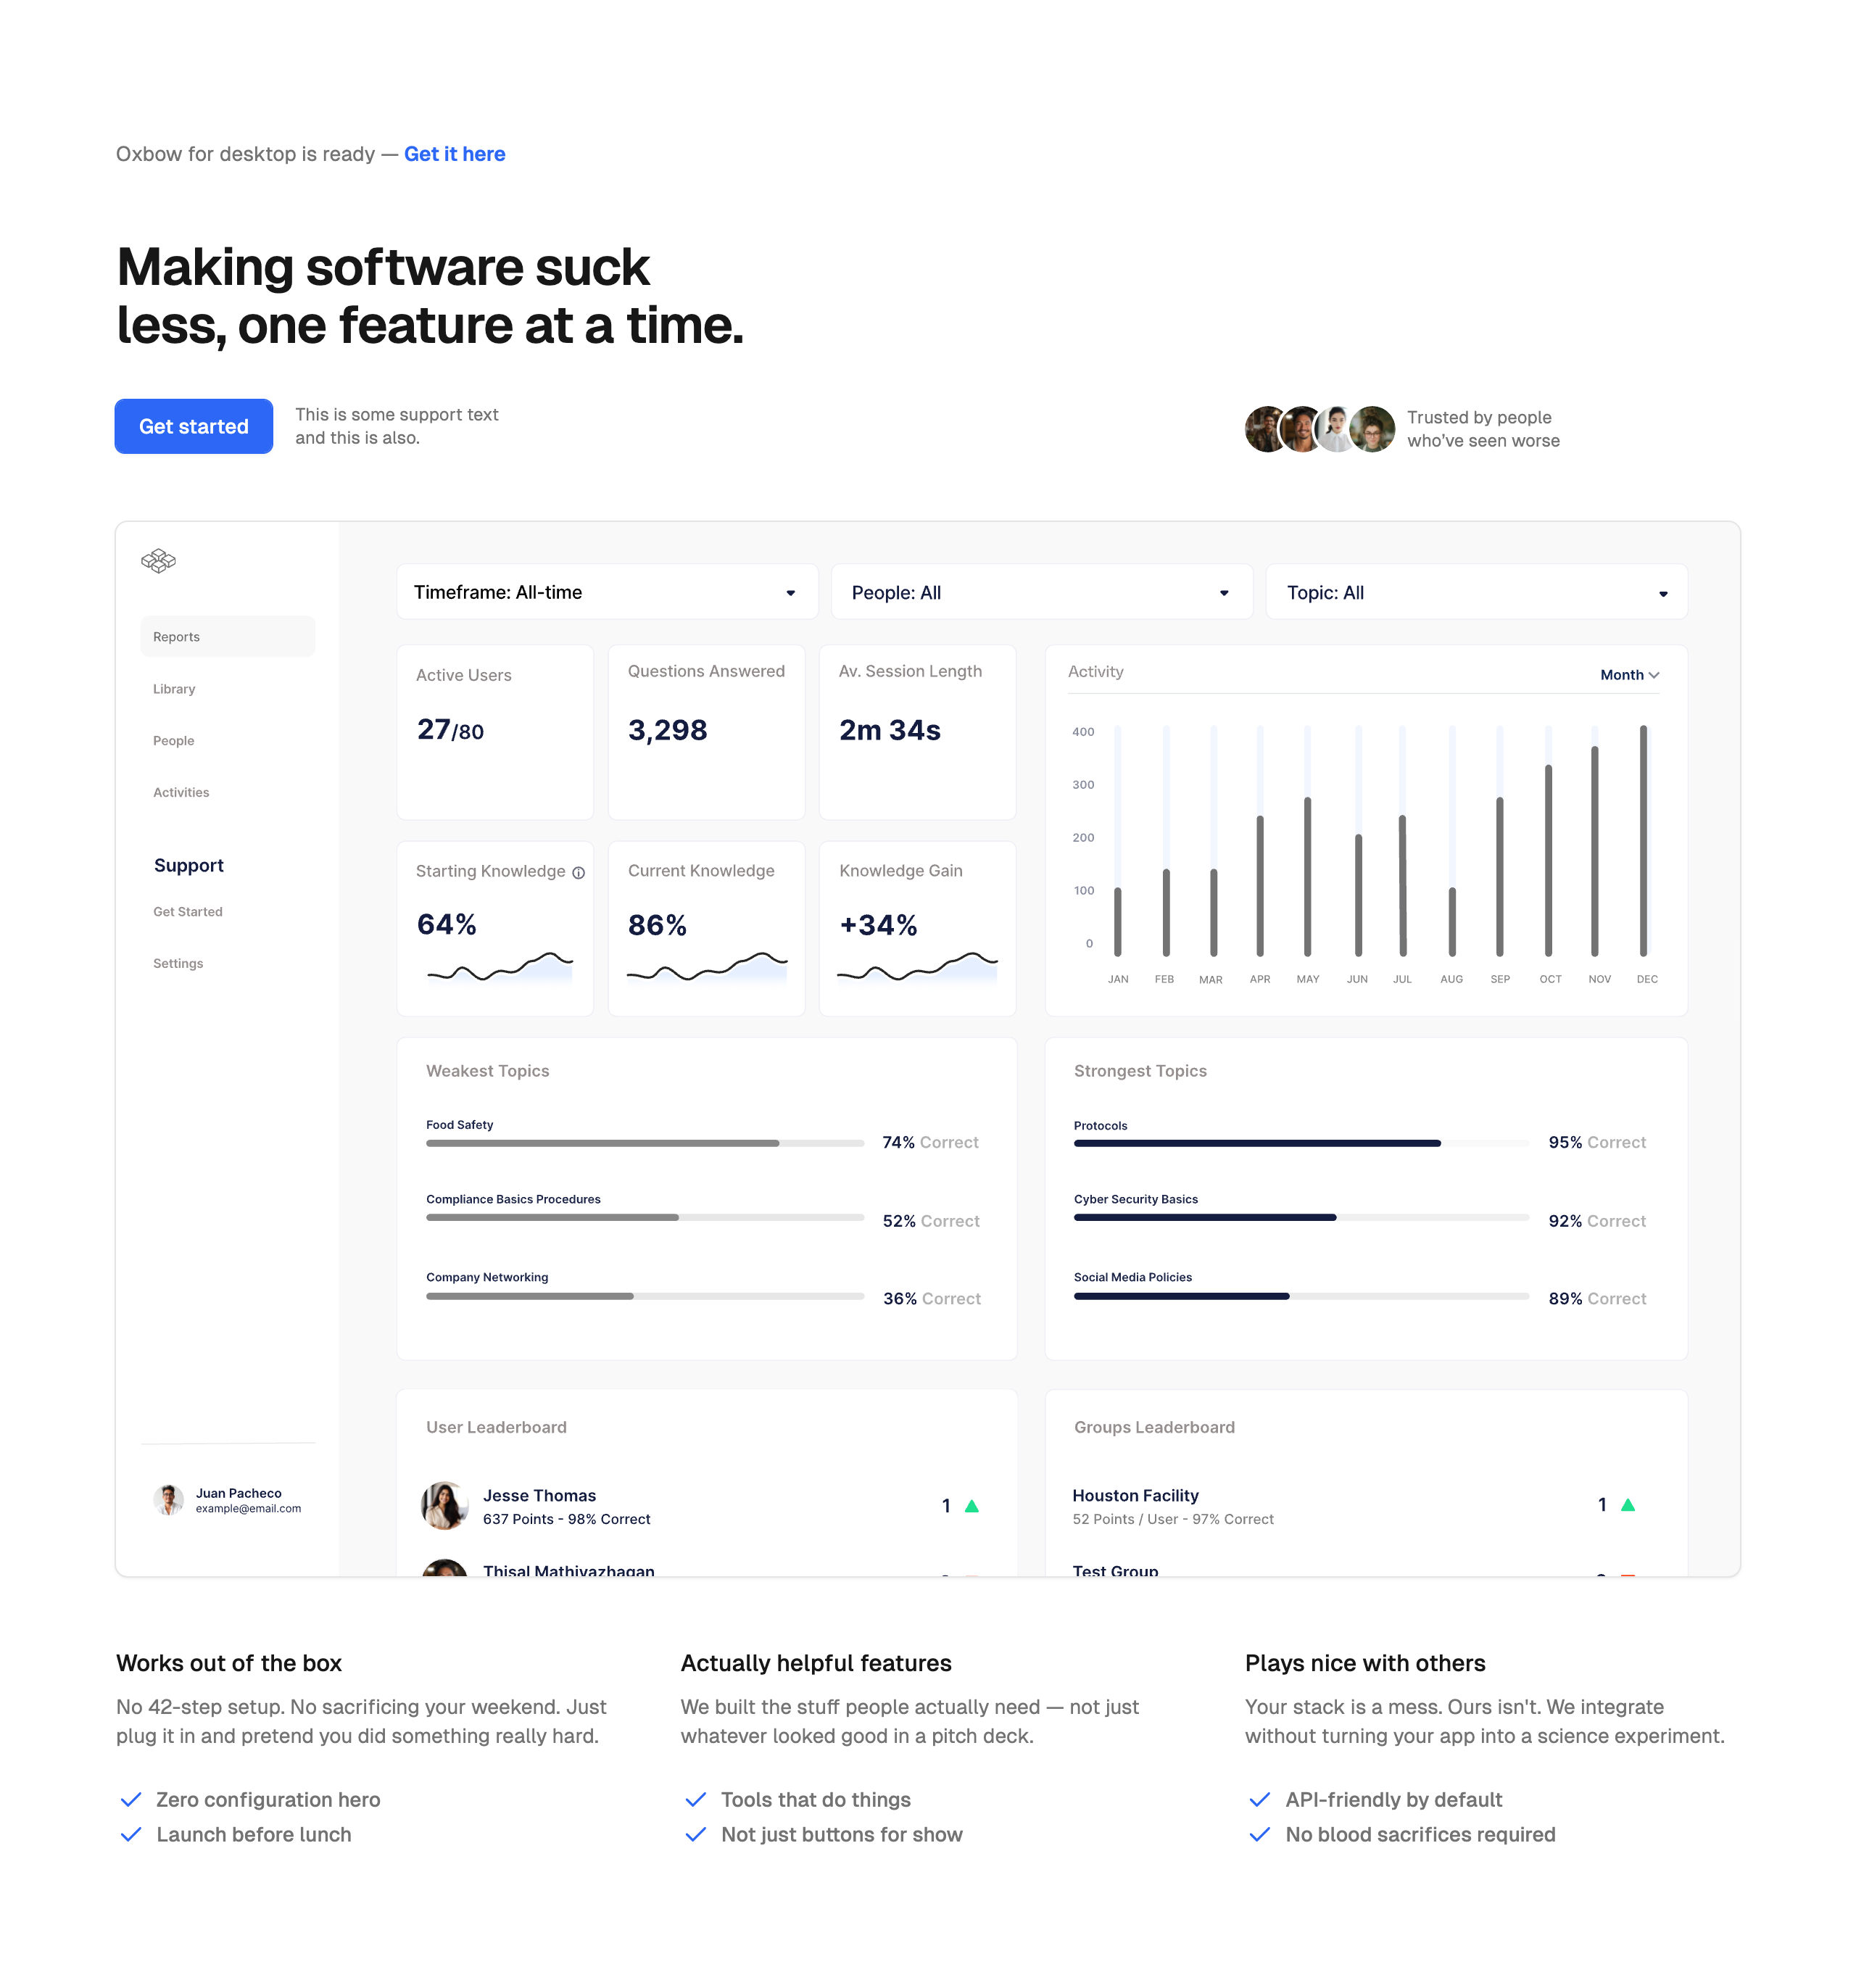 Oxbow for desktop is ready — Get it here
Making software suck
less, one feature at a time.
Get started
This is some support text
and this is also.
Trusted by people
who've seen worse
Reports
Library
People
Activities
Support
Get Started
Settings
Juan Pacheco
example@email.com
Timeframe: All-time
People: All
Topic: All
Active Users
27/80
Questions Answered
3,298
Av. Session Length
2m 34s
Starting Knowledge
64%
Current Knowledge
86%
Knowledge Gain
+34%
Activity
Month
400
300
200
100
0
JAN FEB MAR APR MAY JUN JUL AUG SEP OCT NOV DEC
Weakest Topics
Food Safety
74% Correct
Compliance Basics Procedures
52% Correct
Company Networking
36% Correct
Strongest Topics
Protocols
95% Correct
Cyber Security Basics
92% Correct
Social Media Policies
89% Correct
User Leaderboard
Jesse Thomas
637 Points - 98% Correct
1
Thisal Mathiyazhagan
Groups Leaderboard
Houston Facility
52 Points / User - 97% Correct
1
Test Group
Works out of the box
No 42-step setup. No sacrificing your weekend. Just
plug it in and pretend you did something really hard.
Zero configuration hero
Launch before lunch
Actually helpful features
We built the stuff people actually need — not just
whatever looked good in a pitch deck.
Tools that do things
Not just buttons for show
Plays nice with others
Your stack is a mess. Ours isn't. We integrate
without turning your app into a science experiment.
API-friendly by default
No blood sacrifices required